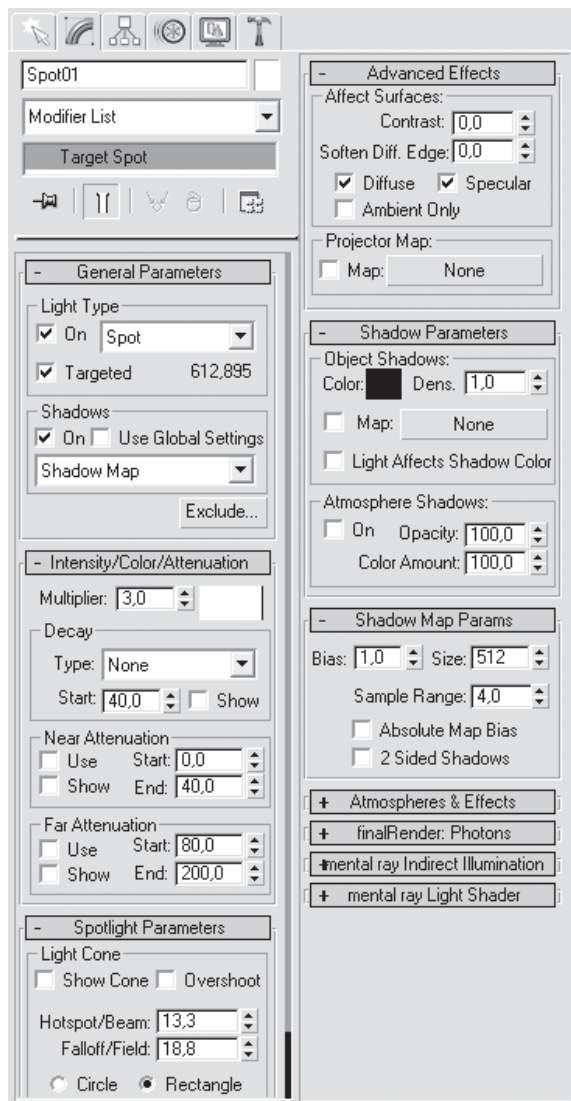 Spot01
Modifier List
Target Spot
- General Parameters
Light Type
On Spot
Targeted 612,895
Shadows
On Use Global Settings
Shadow Map
Exclude...
- Intensity/Color/Attenuation
Multiplier: 3,0
Decay
Type: None
Start: 40,0 Show
Near Attenuation
Use Start: 0,0
Show End: 40,0
Far Attenuation
Use Start: 80,0
Show End: 200,0
- Spotlight Parameters
Light Cone
Show Cone Overshoot
Hotspot/Beam: 13,3
Falloff/Field: 18,8
Circle Rectangle
- Advanced Effects
Affect Surfaces:
Contrast: 0,0
Soften Diff. Edge: 0,0
Diffuse Specular
Ambient Only
Projector Map:
Map: None
- Shadow Parameters
Object Shadows:
Color: Dens. 1,0
Map: None
Light Affects Shadow Color
Atmosphere Shadows:
On Opacity: 100,0
Color Amount: 100,0
- Shadow Map Params
Bias: 1,0 Size: 512
Sample Range: 4,0
Absolute Map Bias
2 Sided Shadows
+ Atmospheres & Effects
+ finalRender: Photons
+ mental ray Indirect Illumination
+ mental ray Light Shader